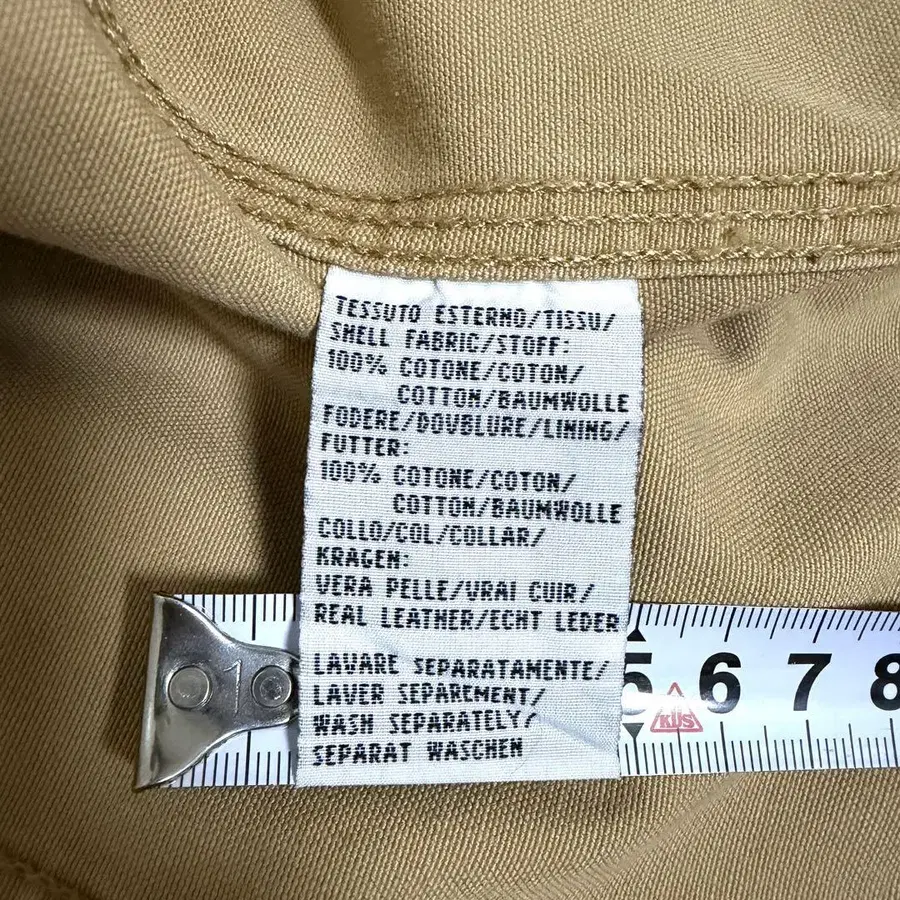 TESSUTO ESTERNO/TISSU/
SHELL FABRIC/STOFF:
100% COTONE/COTON/
COTTON/BAUMWOLLE
FODERE/DOVBLURE/LINING/
FUTTER:
100% COTONE/COTON/
COTTON/BAUMWOLLE
COLLO/COL/COLLAR/
KRAGEN:
VERA PELLE/VRAI CUIR/
REAL LEATHER/ECHT LEDER
LAVARE SEPARATAMENTE/
LAVER SEPAREMENT/
WASH SEPARATELY/
SEPARAT WASCHEN
10 5 KDS 6 7 8